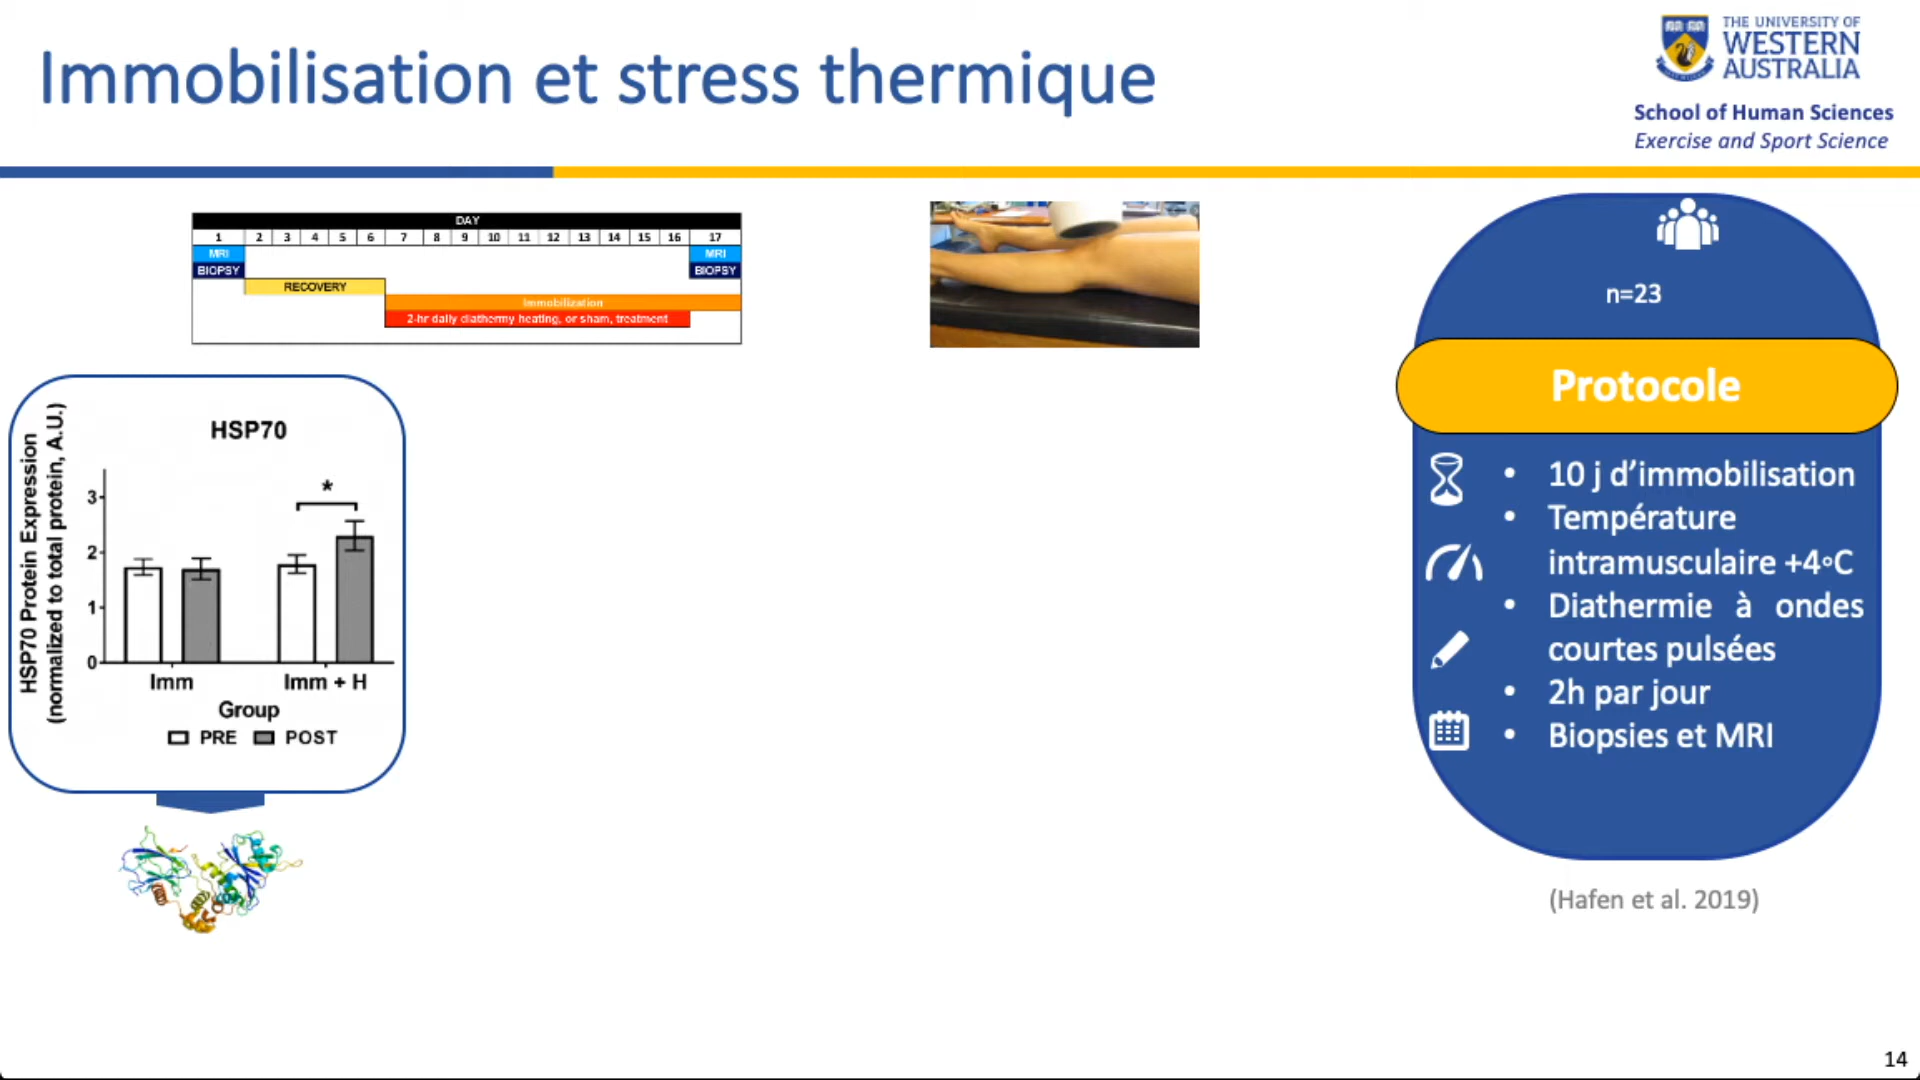 Immobilisation et stress thermique
THE UNIVERSITY OF
WESTERN
AUSTRALIA
School of Human Sciences
Exercise and Sport Science
DAY
1 2 3 4 5 6 7 8 9 10 11 12 13 14 15 16 17
MRI MRI
BIOPSY BIOPSY
RECOVERY
Immobilization
2-hr daily diathermy heating, or sham, treatment
HSP70
HSP70 Protein Expression
(normalized to total protein, A.U.)
3
*
2
1
0
Imm Imm + H
Group
PRE POST
n=23
Protocole
• 10 j d’immobilisation
• Température
intramusculaire +4°C
• Diathermie à ondes
courtes pulsées
• 2h par jour
• Biopsies et MRI
(Hafen et al. 2019)
14